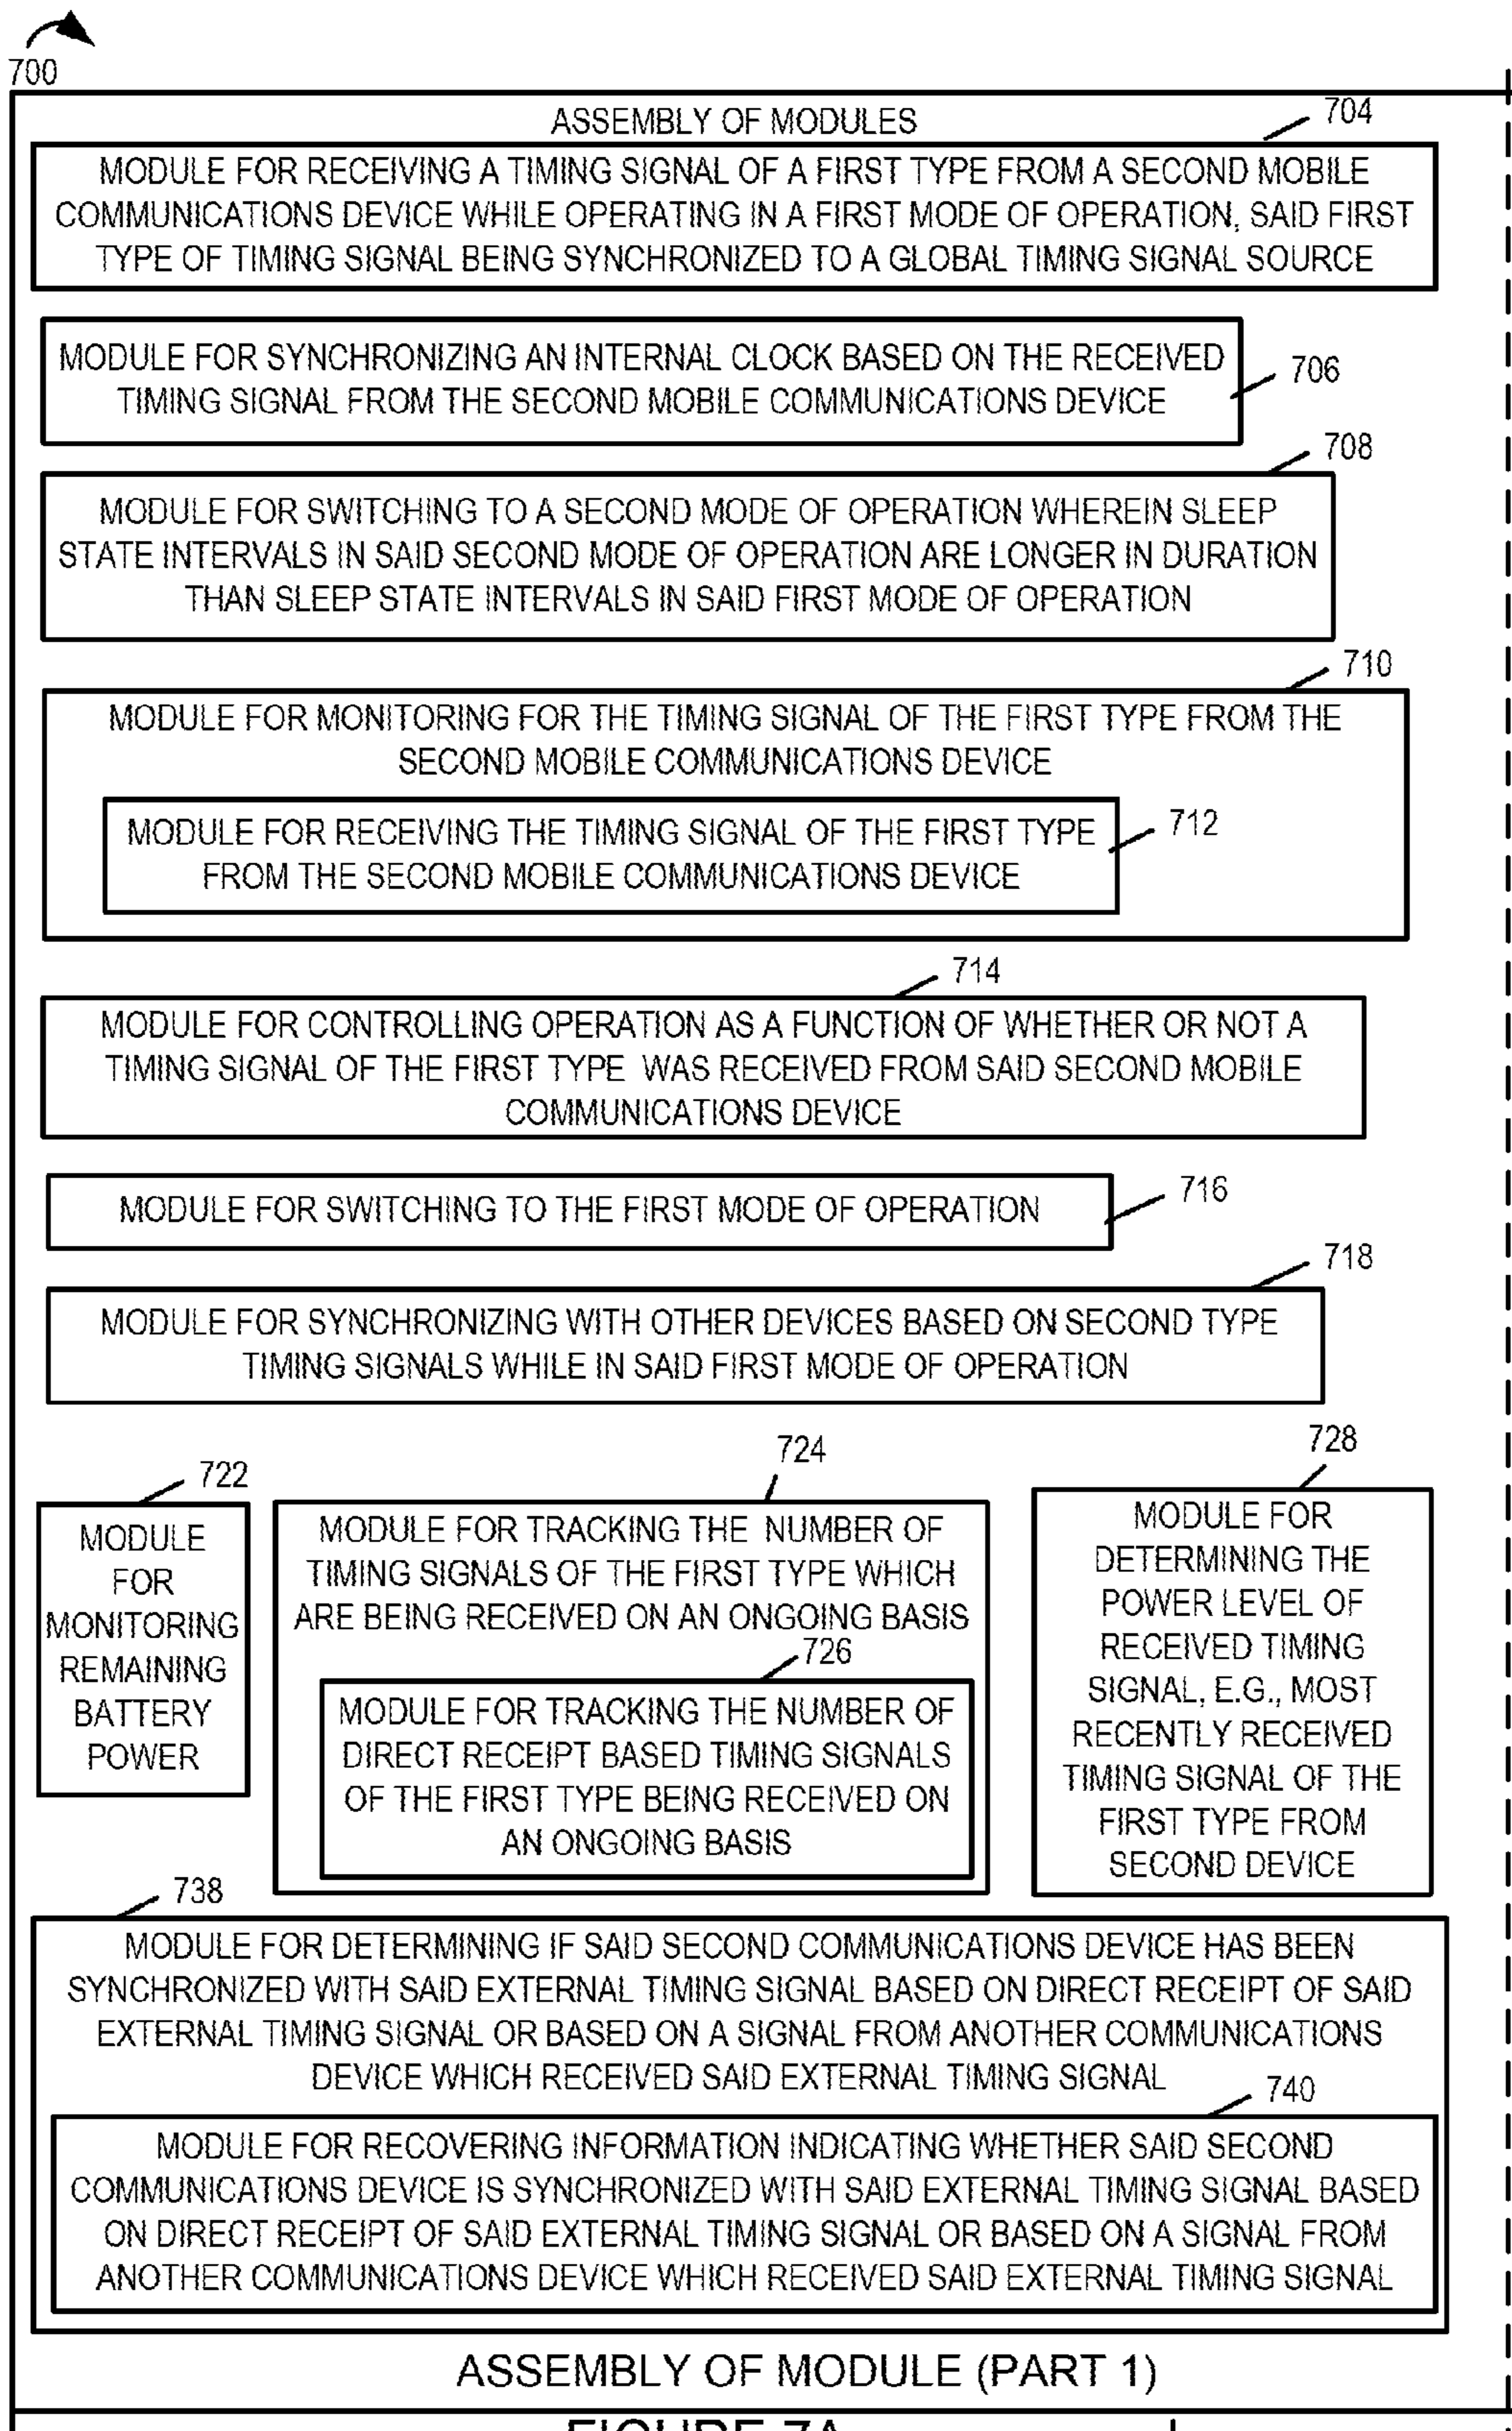 700
ASSEMBLY OF MODULES
704
MODULE FOR RECEIVING A TIMING SIGNAL OF A FIRST TYPE FROM A SECOND MOBILE
COMMUNICATIONS DEVICE WHILE OPERATING IN A FIRST MODE OF OPERATION, SAID FIRST
TYPE OF TIMING SIGNAL BEING SYNCHRONIZED TO A GLOBAL TIMING SIGNAL SOURCE
MODULE FOR SYNCHRONIZING AN INTERNAL CLOCK BASED ON THE RECEIVED
TIMING SIGNAL FROM THE SECOND MOBILE COMMUNICATIONS DEVICE
706
708
MODULE FOR SWITCHING TO A SECOND MODE OF OPERATION WHEREIN SLEEP
STATE INTERVALS IN SAID SECOND MODE OF OPERATION ARE LONGER IN DURATION
THAN SLEEP STATE INTERVALS IN SAID FIRST MODE OF OPERATION
710
MODULE FOR MONITORING FOR THE TIMING SIGNAL OF THE FIRST TYPE FROM THE
SECOND MOBILE COMMUNICATIONS DEVICE
MODULE FOR RECEIVING THE TIMING SIGNAL OF THE FIRST TYPE
FROM THE SECOND MOBILE COMMUNICATIONS DEVICE
712
714
MODULE FOR CONTROLLING OPERATION AS A FUNCTION OF WHETHER OR NOT A
TIMING SIGNAL OF THE FIRST TYPE WAS RECEIVED FROM SAID SECOND MOBILE
COMMUNICATIONS DEVICE
MODULE FOR SWITCHING TO THE FIRST MODE OF OPERATION
716
718
MODULE FOR SYNCHRONIZING WITH OTHER DEVICES BASED ON SECOND TYPE
TIMING SIGNALS WHILE IN SAID FIRST MODE OF OPERATION
722
MODULE
FOR
MONITORING
REMAINING
BATTERY
POWER
724
MODULE FOR TRACKING THE NUMBER OF
TIMING SIGNALS OF THE FIRST TYPE WHICH
ARE BEING RECEIVED ON AN ONGOING BASIS
726
MODULE FOR TRACKING THE NUMBER OF
DIRECT RECEIPT BASED TIMING SIGNALS
OF THE FIRST TYPE BEING RECEIVED ON
AN ONGOING BASIS
728
MODULE FOR
DETERMINING THE
POWER LEVEL OF
RECEIVED TIMING
SIGNAL, E.G., MOST
RECENTLY RECEIVED
TIMING SIGNAL OF THE
FIRST TYPE FROM
SECOND DEVICE
738
MODULE FOR DETERMINING IF SAID SECOND COMMUNICATIONS DEVICE HAS BEEN
SYNCHRONIZED WITH SAID EXTERNAL TIMING SIGNAL BASED ON DIRECT RECEIPT OF SAID
EXTERNAL TIMING SIGNAL OR BASED ON A SIGNAL FROM ANOTHER COMMUNICATIONS
DEVICE WHICH RECEIVED SAID EXTERNAL TIMING SIGNAL
740
MODULE FOR RECOVERING INFORMATION INDICATING WHETHER SAID SECOND
COMMUNICATIONS DEVICE IS SYNCHRONIZED WITH SAID EXTERNAL TIMING SIGNAL BASED
ON DIRECT RECEIPT OF SAID EXTERNAL TIMING SIGNAL OR BASED ON A SIGNAL FROM
ANOTHER COMMUNICATIONS DEVICE WHICH RECEIVED SAID EXTERNAL TIMING SIGNAL
ASSEMBLY OF MODULE (PART 1)
FIGURE 7A